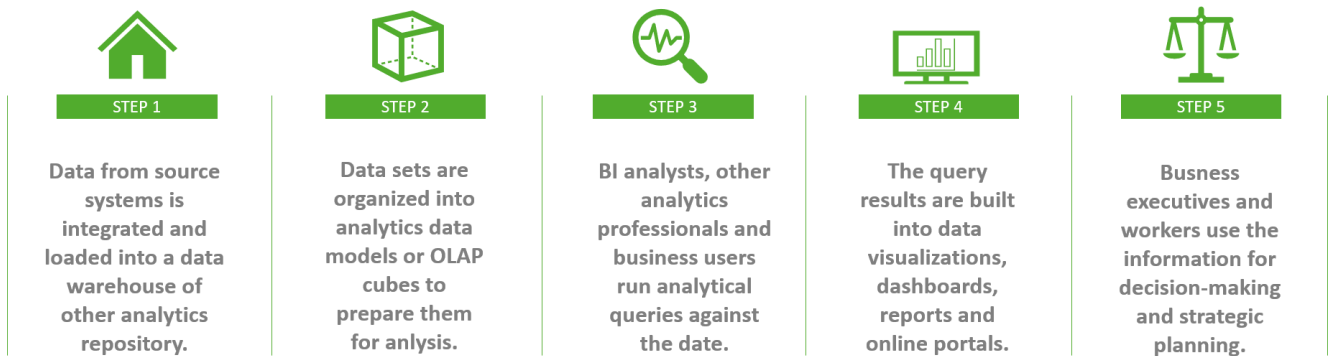 STEP 1
Data from source
systems is
integrated and
loaded into a data
warehouse of
other analytics
repository.
STEP 2
Data sets are
organized into
analytics data
models or OLAP
cubes to
prepare them
for anlysis.
STEP 3
BI analysts, other
analytics
professionals and
business users
run analytical
queries against
the date.
STEP 4
The query
results are built
into data
visualizations,
dashboards,
reports and
online portals.
STEP 5
Busness
executives and
workers use the
information for
decision-making
and strategic
planning.